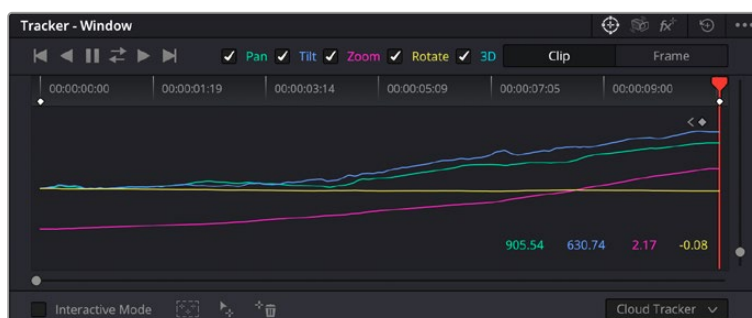 Tracker - Window
Pan Tilt Zoom Rotate 3D Clip Frame
00:00:00:00 00:00:01:19 00:00:03:14 00:00:05:09 00:00:07:05 00:00:09:00
905.54 630.74 2.17 -0.08
Interactive Mode Cloud Tracker